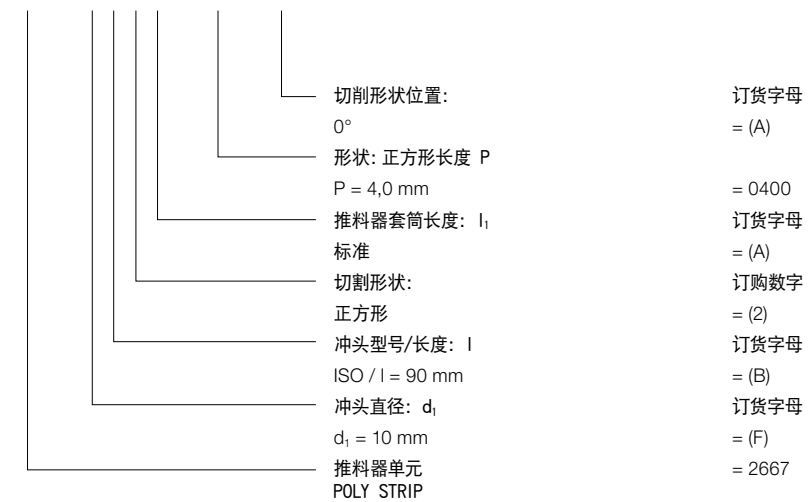 切削形状位置: 订货字母
0° = (A)
形状: 正方形长度 P
P = 4,0 mm = 0400
推料器套筒长度: l₁ 订货字母
标准 = (A)
切割形状: 订购数字
正方形 = (2)
冲头型号/长度: l 订货字母
ISO / l = 90 mm = (B)
冲头直径: d₁ 订货字母
d₁ = 10 mm = (F)
推料器单元 = 2667
POLY STRIP